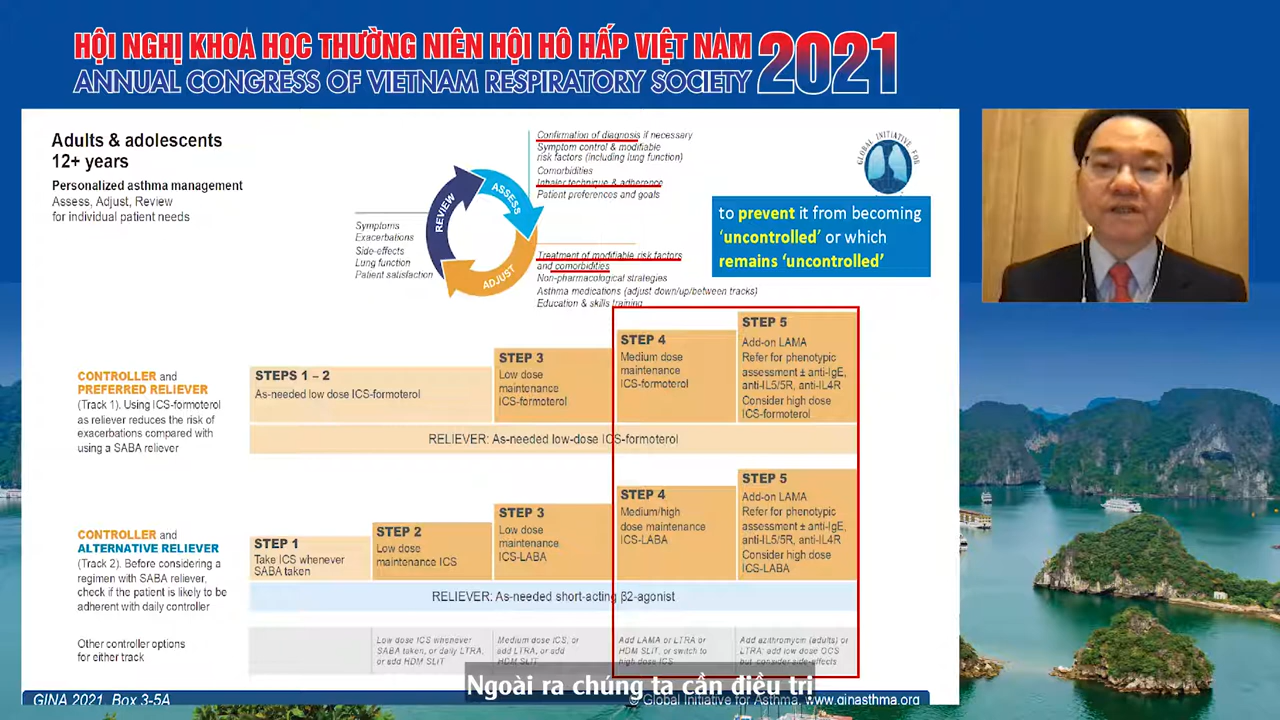 HỘI NGHỊ KHOA HỌC THƯỜNG NIÊN HỘI HÔ HẤP VIỆT NAM
ANNUAL CONGRESS OF VIETNAM RESPIRATORY SOCIETY
2021
Adults & adolescents
12+ years
Personalized asthma management
Assess, Adjust, Review
for individual patient needs
Confirmation of diagnosis if necessary
Symptom control & modifiable
risk factors (including lung function)
Comorbidities
Inhaler technique & adherence
Patient preferences and goals
GLOBAL INITIATIVE FOR
REVIEW
ASSESS
ADJUST
Symptoms
Exacerbations
Side-effects
Lung function
Patient satisfaction
to prevent it from becoming
‘uncontrolled’ or which
remains ‘uncontrolled’
Treatment of modifiable risk factors
and comorbidities
Non-pharmacological strategies
Asthma medications (adjust down/up/between tracks)
Education & skills training
CONTROLLER and
PREFERRED RELIEVER
(Track 1). Using ICS-formoterol
as reliever reduces the risk of
exacerbations compared with
using a SABA reliever
STEPS 1 – 2
As-needed low dose ICS-formoterol
STEP 3
Low dose
maintenance
ICS-formoterol
STEP 4
Medium dose
maintenance
ICS-formoterol
STEP 5
Add-on LAMA
Refer for phenotypic
assessment ± anti-IgE,
anti-IL5/5R, anti-IL4R
Consider high dose
ICS-formoterol
RELIEVER: As-needed low-dose ICS-formoterol
CONTROLLER and
ALTERNATIVE RELIEVER
(Track 2). Before considering a
regimen with SABA reliever,
check if the patient is likely to be
adherent with daily controller
STEP 1
Take ICS whenever
SABA taken
STEP 2
Low dose
maintenance ICS
STEP 3
Low dose
maintenance
ICS-LABA
STEP 4
Medium/high
dose maintenance
ICS-LABA
STEP 5
Add-on LAMA
Refer for phenotypic
assessment ± anti-IgE,
anti-IL5/5R, anti-IL4R
Consider high dose
ICS-LABA
RELIEVER: As-needed short-acting β2-agonist
Other controller options
for either track
Low dose ICS whenever
SABA taken, or daily LTRA,
or add HDM SLIT
Medium dose ICS, or
add LTRA, or add
HDM SLIT
Add LAMA or LTRA or
HDM SLIT, or switch to
high dose ICS
Add azithromycin (adults) or
LTRA; add low dose OCS
but consider side-effects
Ngoài ra chúng ta cần điều trị
GINA 2021, Box 3-5A
© Global Initiative for Asthma, www.ginasthma.org